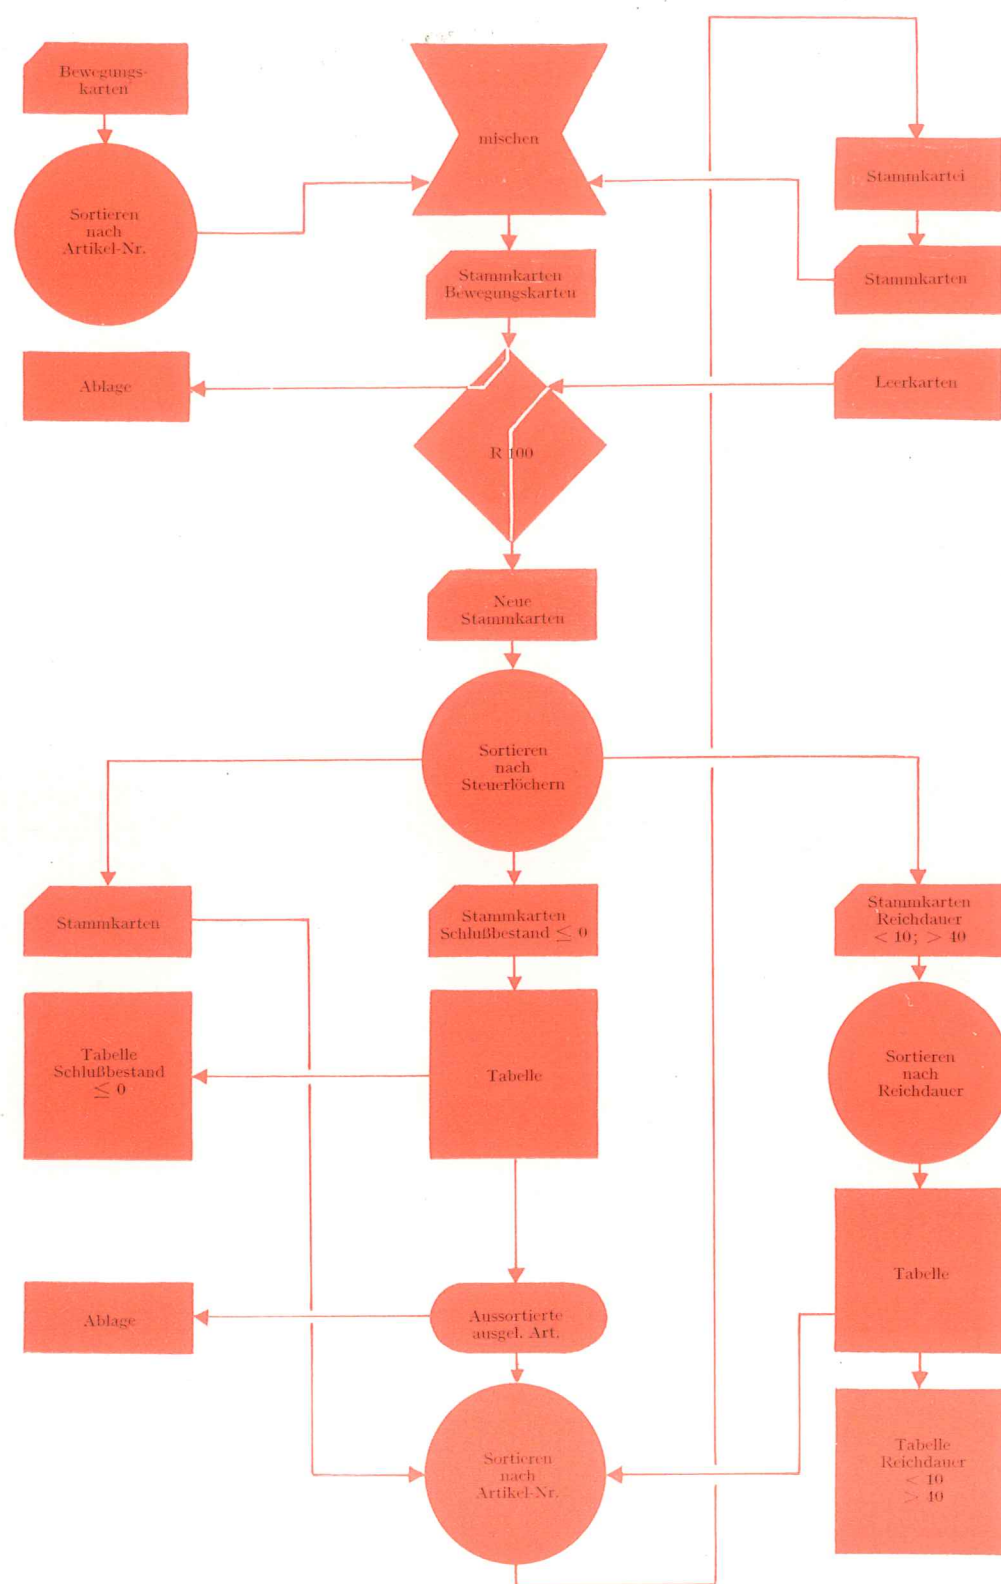 Bewegungs-
karten
mischen
Stammkartei
Sortieren
nach
Artikel-Nr.
Stammkarten
Bewegungskarten
Stammkarten
Ablage
Leerkarten
R 100
Neue
Stammkarten
Sortieren
nach
Steuerlöchern
Stammkarten
Stammkarten
Schlußbestand ≤ 0
Stammkarten
Reichdauer
< 10; > 40
Tabelle
Schlußbestand
≤ 0
Tabelle
Sortieren
nach
Reichdauer
Tabelle
Ablage
Aussortierte
ausgel. Art.
Sortieren
nach
Artikel-Nr.
Tabelle
Reichdauer
< 10
> 40